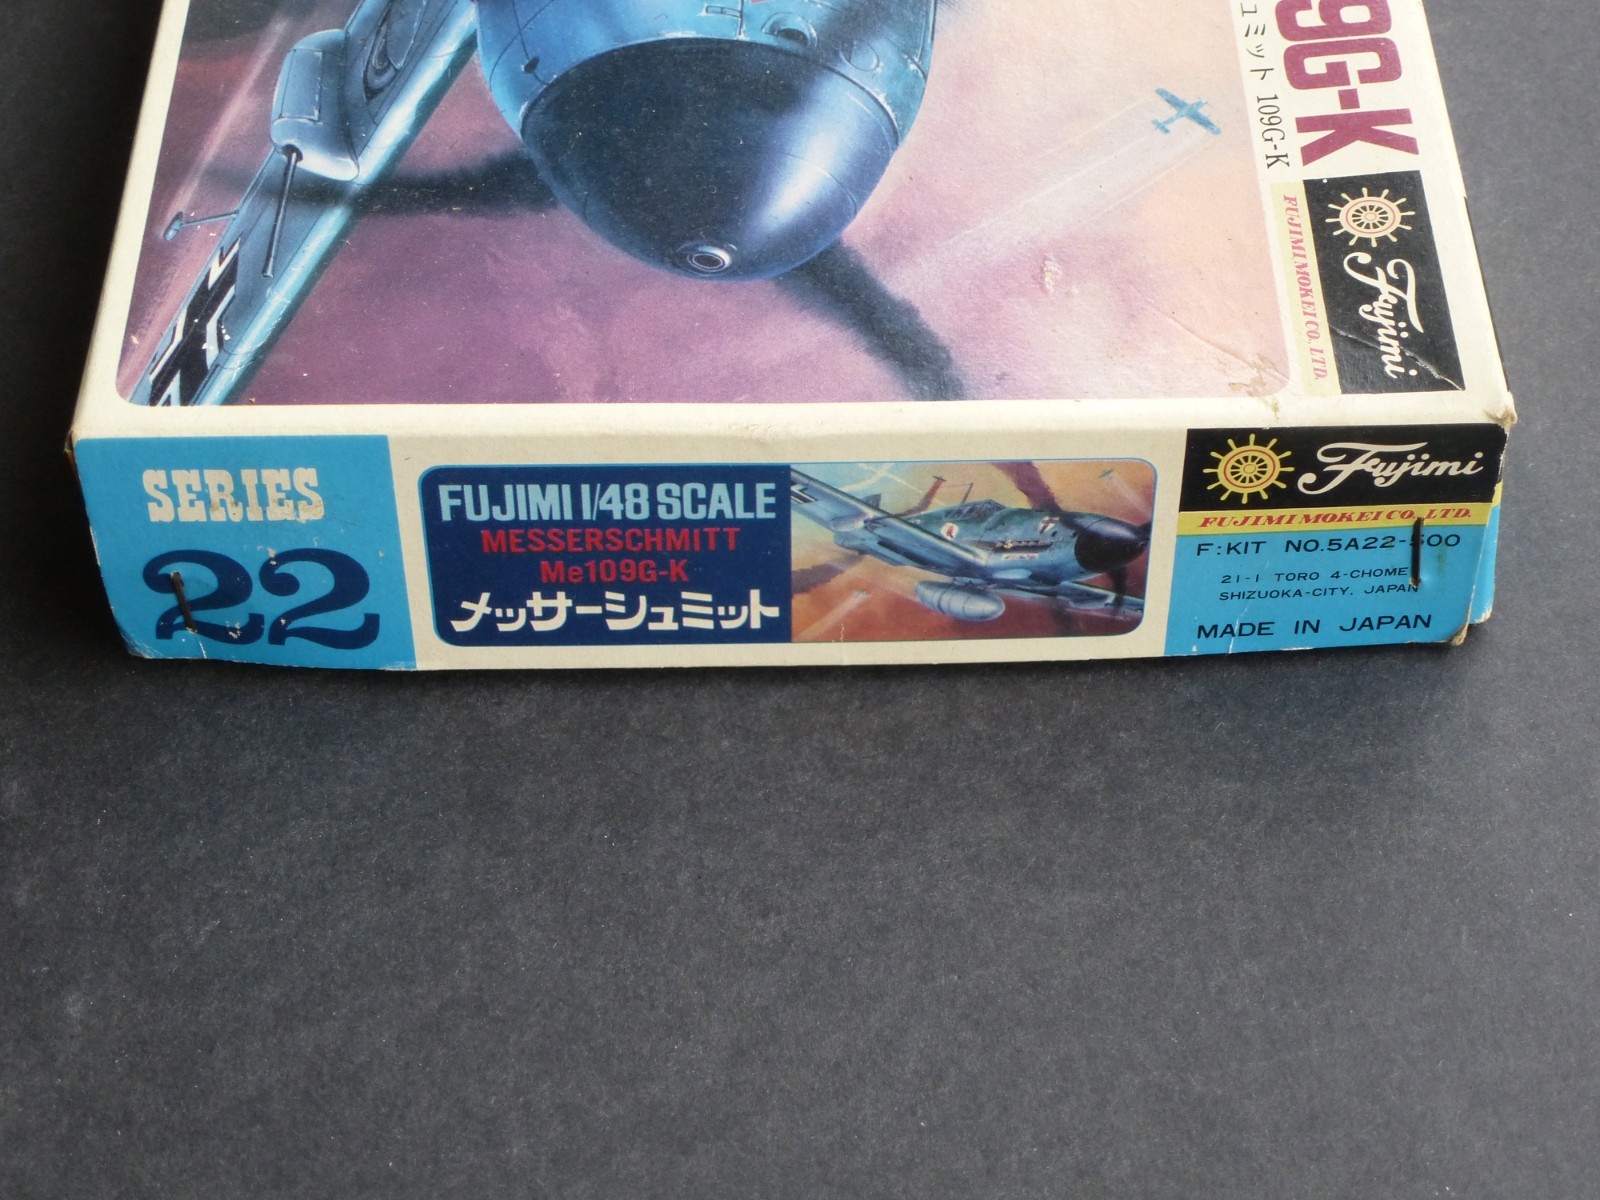 9G-K
ュミット 109G-K
Fujimi
FUJIMI MOKEI CO., LTD.
SERIES
22
FUJIMI 1/48 SCALE
MESSERSCHMITT
Me109G-K
メッサーシュミット
Fujimi
FUJIMI MOKEI CO., LTD.
F:KIT NO.5A22-500
21-1 TORO 4-CHOME
SHIZUOKA-CITY, JAPAN
MADE IN JAPAN